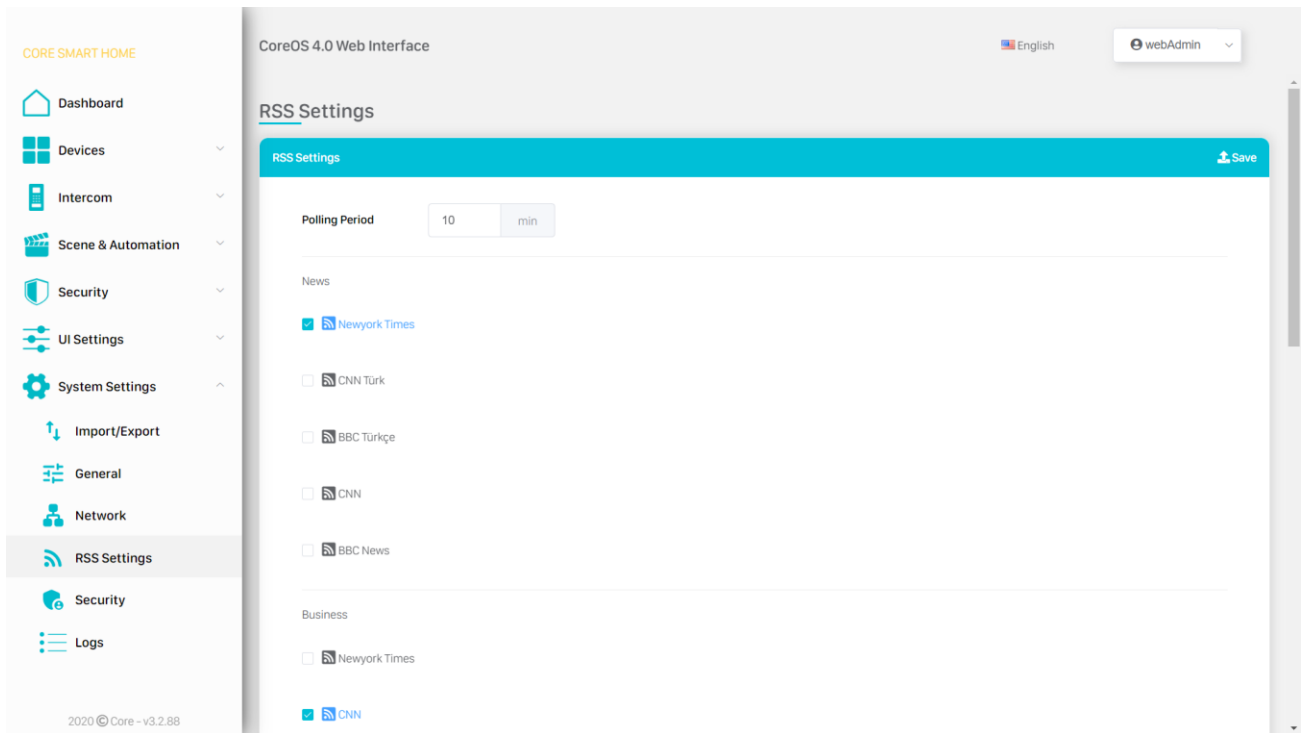 CORE SMART HOME
Dashboard
Devices
Intercom
Scene & Automation
Security
UI Settings
System Settings
Import/Export
General
Network
RSS Settings
Security
Logs
2020 © Core - v3.2.88
CoreOS 4.0 Web Interface
English
webAdmin
RSS Settings
RSS Settings
Save
Polling Period
10
min
News
Newyork Times
CNN Türk
BBC Türkçe
CNN
BBC News
Business
Newyork Times
CNN